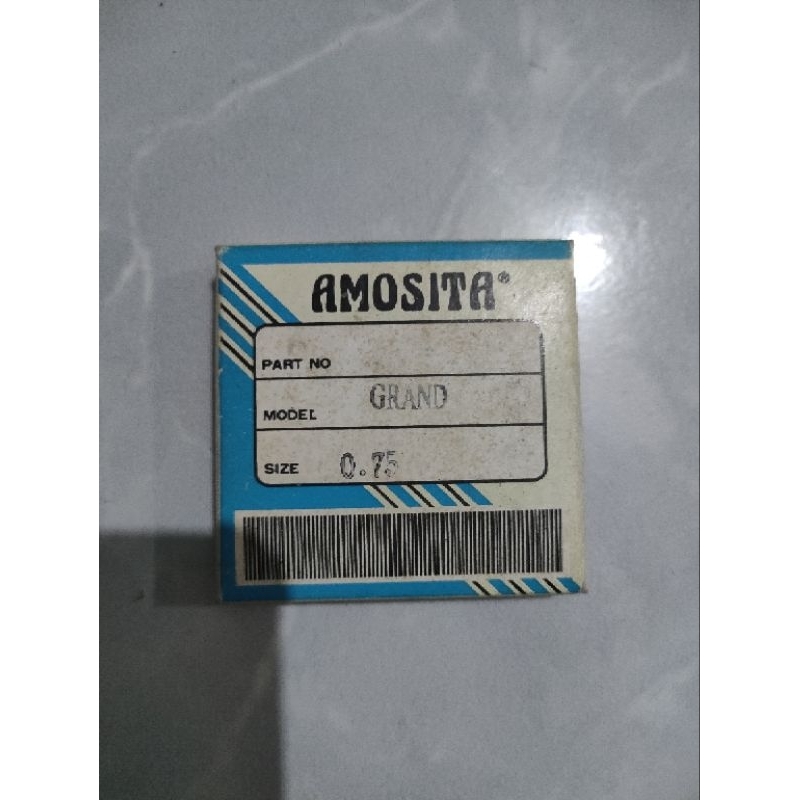 AMOSITA®
PART NO
MODEL GRAND
SIZE 0.75